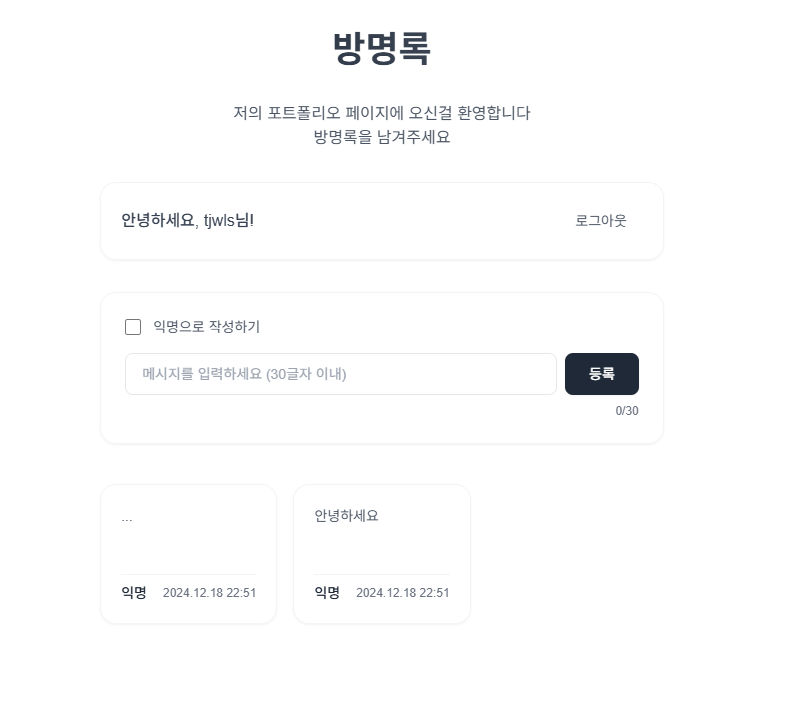 방명록
저의 포트폴리오 페이지에 오신걸 환영합니다
방명록을 남겨주세요
안녕하세요, tjwls님!
로그아웃
익명으로 작성하기
메시지를 입력하세요 (30글자 이내)
등록
0/30
...
익명 2024.12.18 22:51
안녕하세요
익명 2024.12.18 22:51